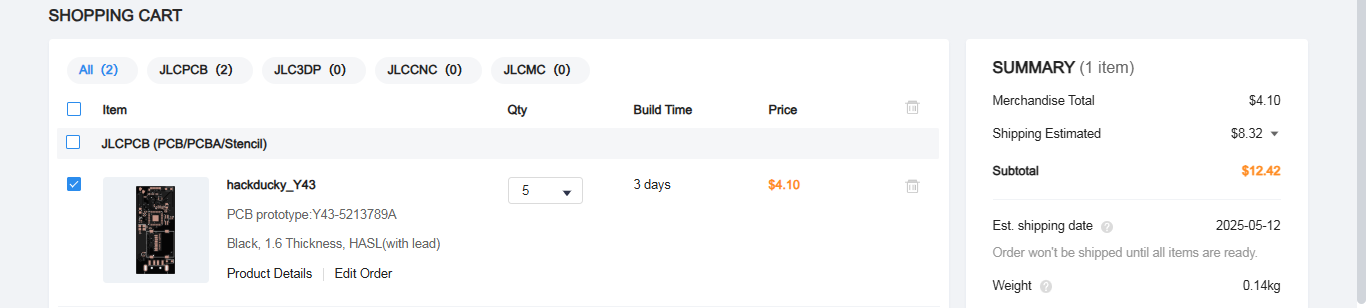 SHOPPING CART
All (2) JLCPCB (2) JLC3DP (0) JLCCNC (0) JLCMC (0)
Item Qty Build Time Price
JLCPCB (PCB/PCBA/Stencil)
hackducky_Y43 5 3 days $4.10
PCB prototype:Y43-5213789A
Black, 1.6 Thickness, HASL(with lead)
Product Details Edit Order
SUMMARY (1 item)
Merchandise Total $4.10
Shipping Estimated $8.32
Subtotal $12.42
Est. shipping date ? 2025-05-12
Order won't be shipped until all items are ready.
Weight ? 0.14kg